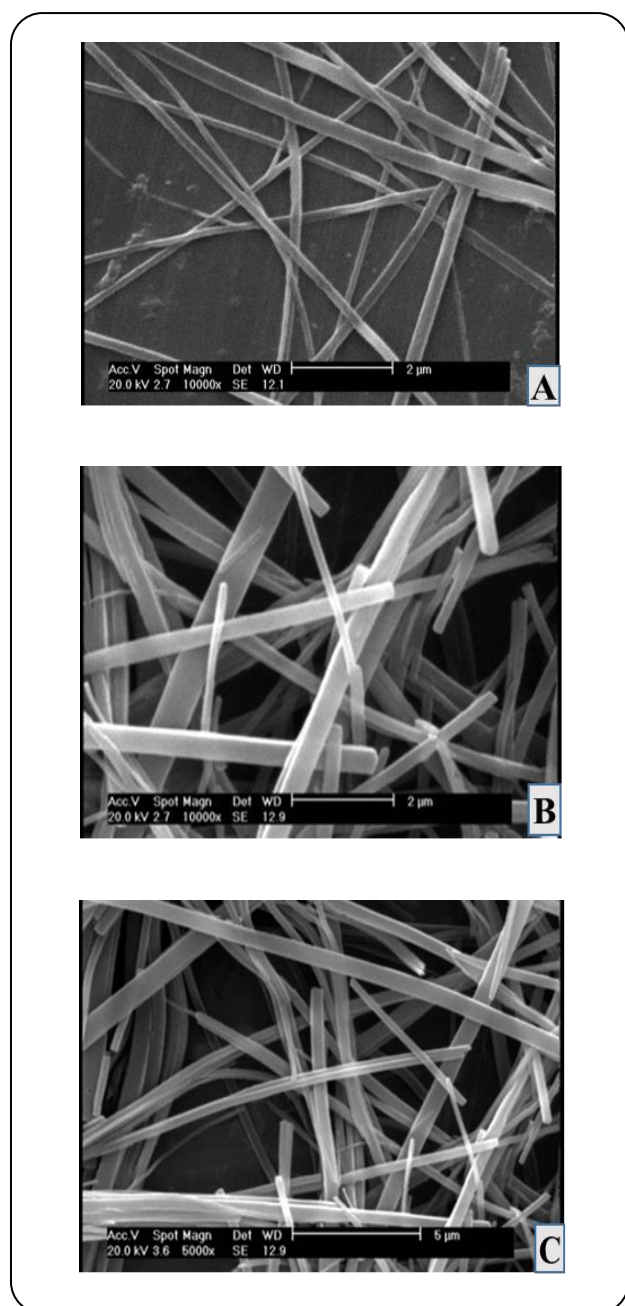 Acc.V Spot Magn Det WD 2 µm
20.0 kV 2.7 10000x SE 12.1
A
Acc.V Spot Magn Det WD 2 µm
20.0 kV 2.7 10000x SE 12.9
B
Acc.V Spot Magn Det WD 5 µm
20.0 kV 3.6 5000x SE 12.9
C